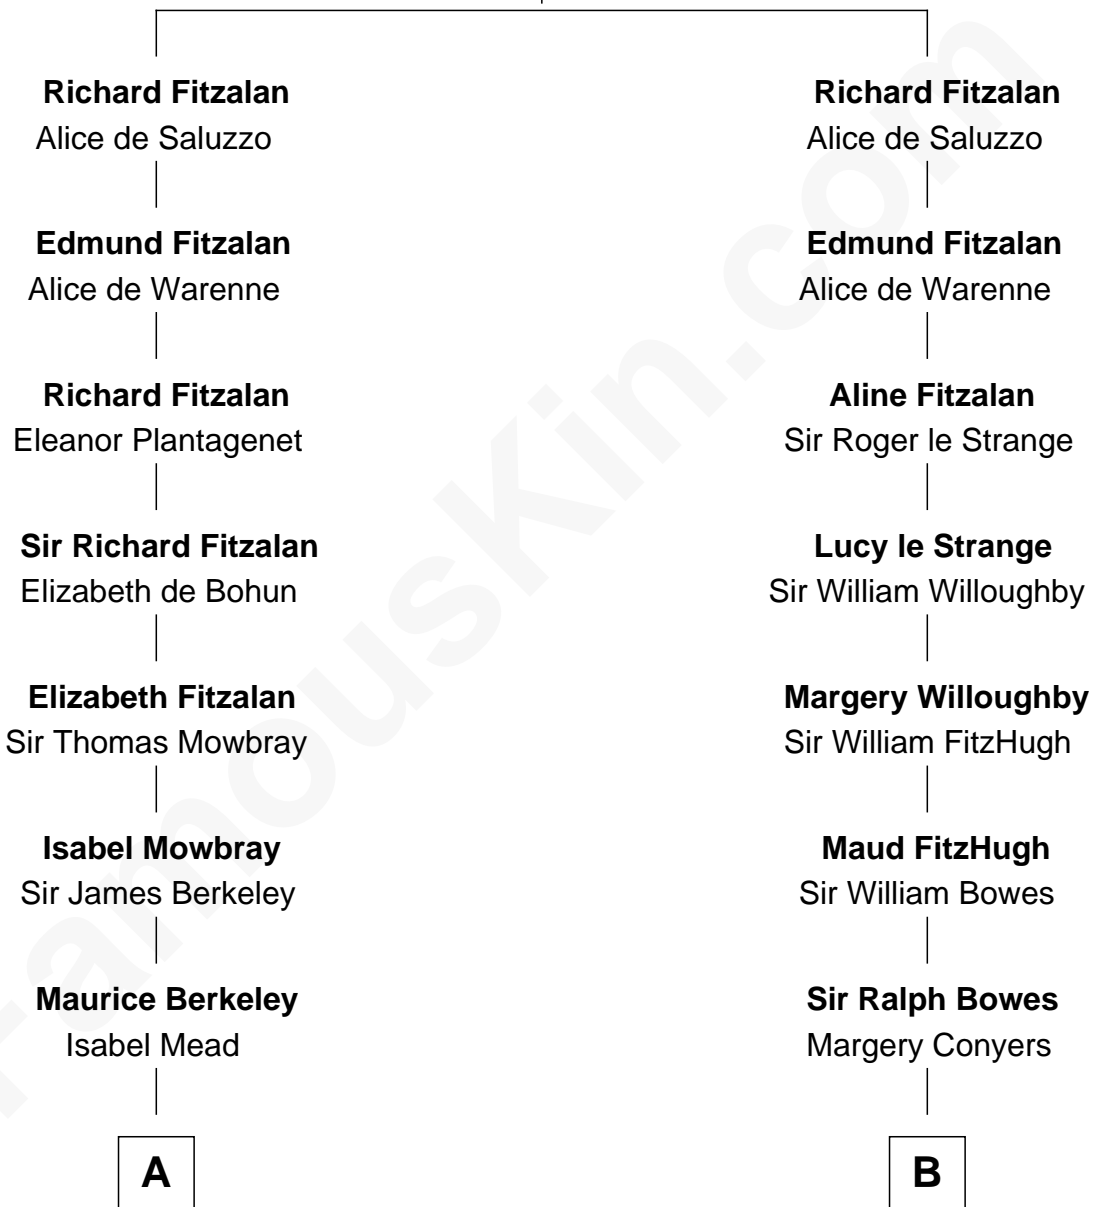 Richard Fitzalan
Alice de Saluzzo
Edmund Fitzalan
Alice de Warenne
Richard Fitzalan
Eleanor Plantagenet
Sir Richard Fitzalan
Elizabeth de Bohun
Elizabeth Fitzalan
Sir Thomas Mowbray
Isabel Mowbray
Sir James Berkeley
Maurice Berkeley
Isabel Mead
A
Richard Fitzalan
Alice de Saluzzo
Edmund Fitzalan
Alice de Warenne
Aline Fitzalan
Sir Roger le Strange
Lucy le Strange
Sir William Willoughby
Margery Willoughby
Sir William FitzHugh
Maud FitzHugh
Sir William Bowes
Sir Ralph Bowes
Margery Conyers
B
FamousKin.com